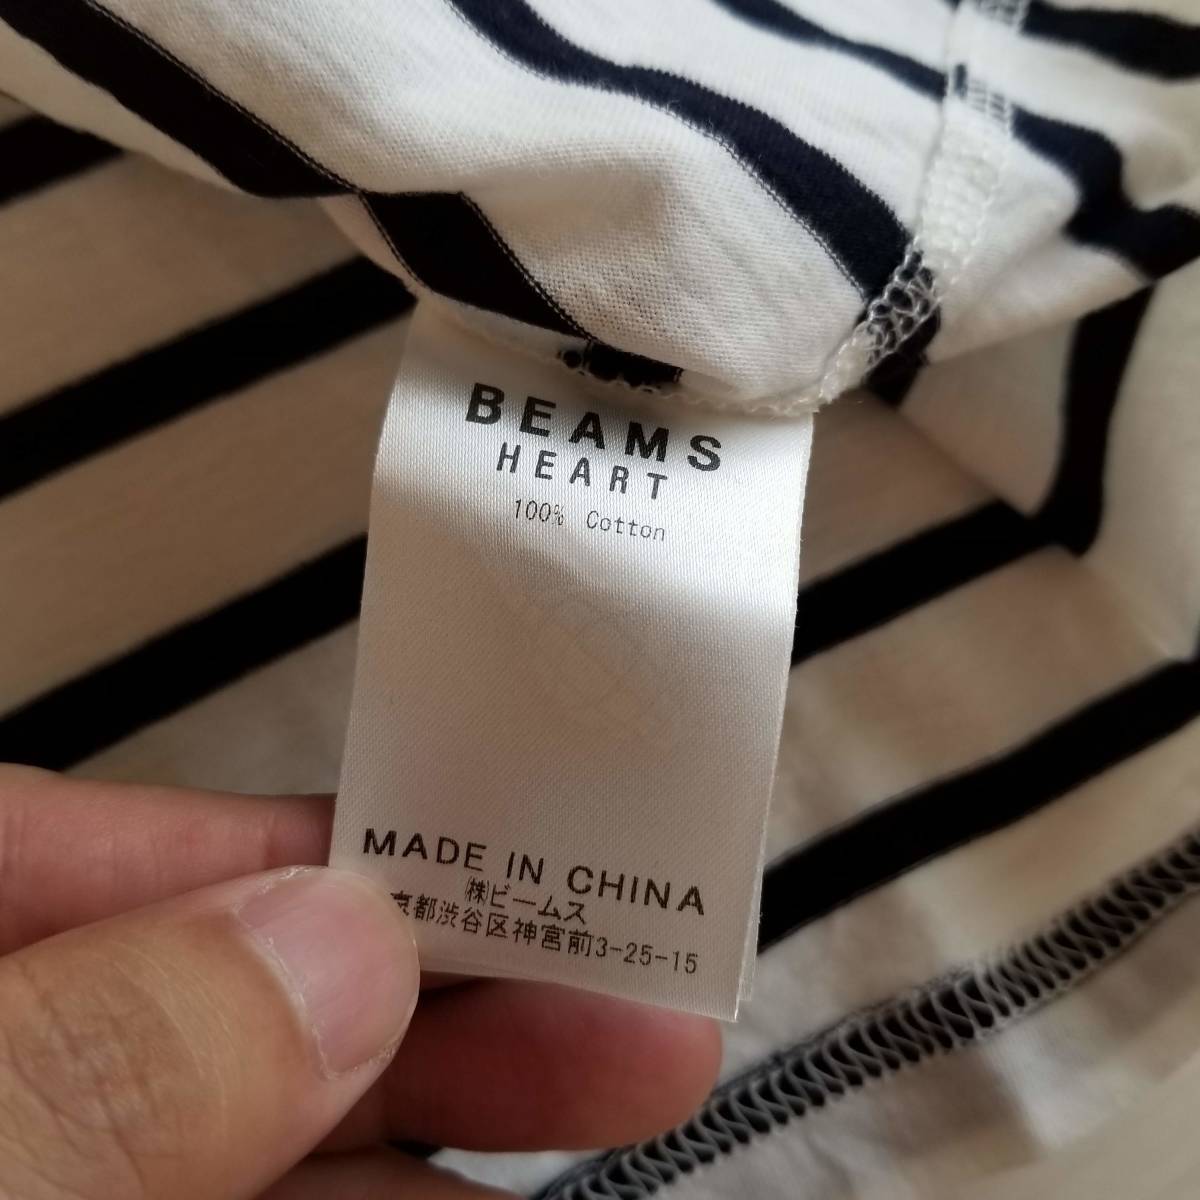 BEAMS
HEART
100% Cotton
MADE IN CHINA
㈱ビームス
京都渋谷区神宮前3-25-15